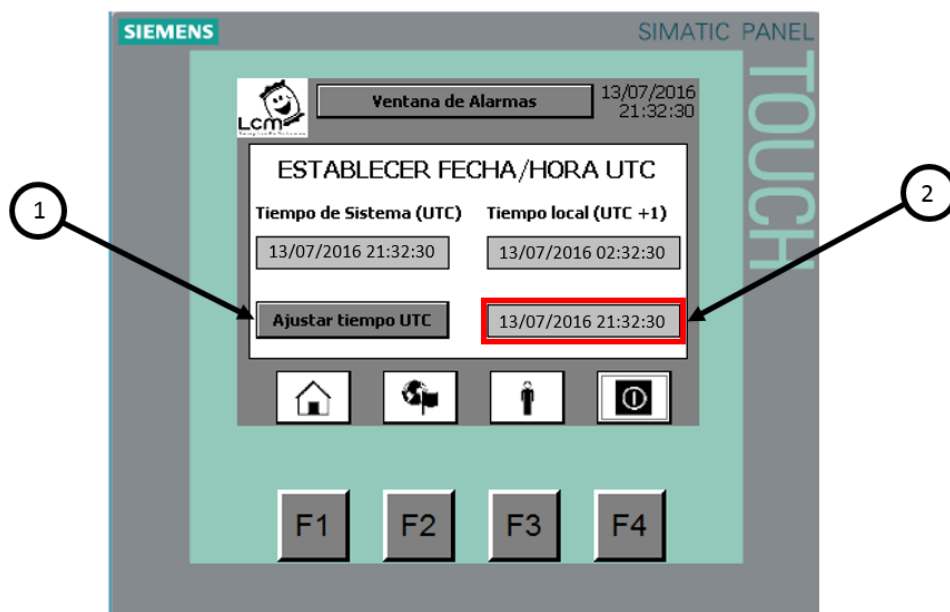 SIEMENS
SIMATIC PANEL
TOUCH
Lcm
Ventana de Alarmas
13/07/2016
21:32:30
ESTABLECER FECHA/HORA UTC
Tiempo de Sistema (UTC)
Tiempo local (UTC +1)
13/07/2016 21:32:30
13/07/2016 02:32:30
Ajustar tiempo UTC
13/07/2016 21:32:30
1
2
F1
F2
F3
F4